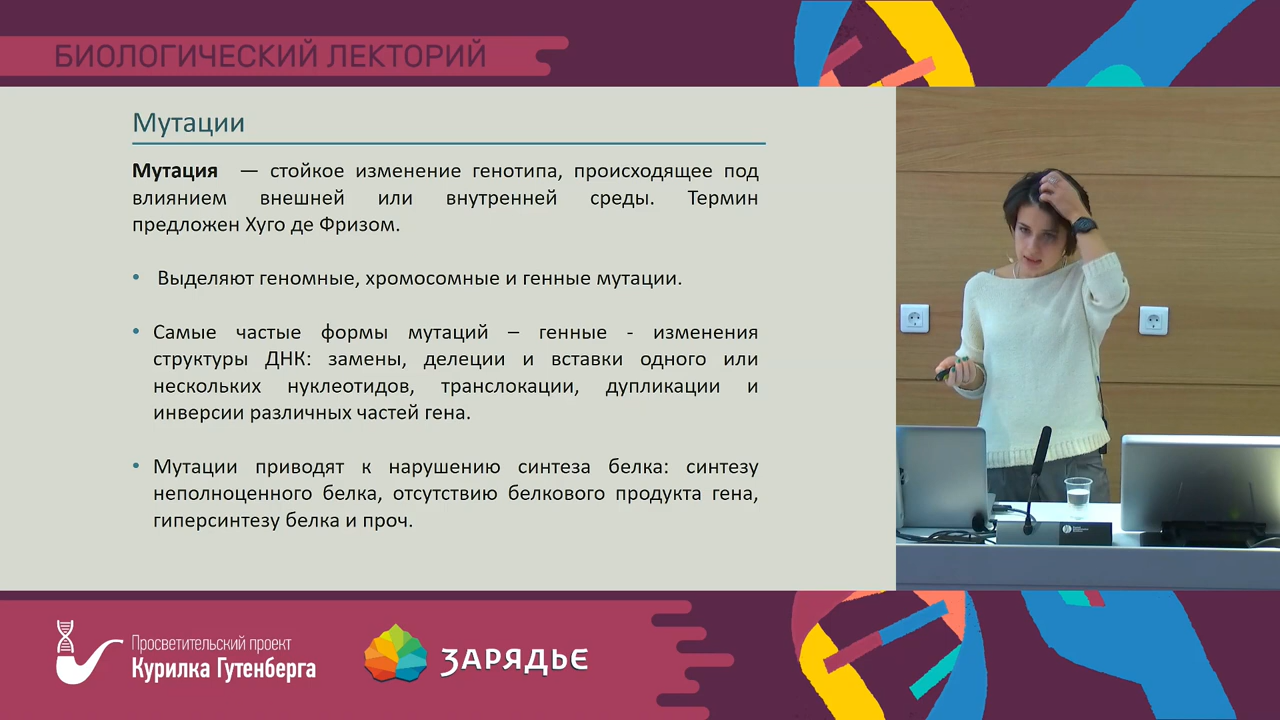 БИОЛОГИЧЕСКИЙ ЛЕКТОРИЙ
Мутации
Мутация — стойкое изменение генотипа, происходящее под
влиянием внешней или внутренней среды. Термин
предложен Хуго де Фризом.
• Выделяют геномные, хромосомные и генные мутации.
• Самые частые формы мутаций – генные - изменения
структуры ДНК: замены, делеции и вставки одного или
нескольких нуклеотидов, транслокации, дупликации и
инверсии различных частей гена.
• Мутации приводят к нарушению синтеза белка: синтезу
неполноценного белка, отсутствию белкового продукта гена,
гиперсинтезу белка и проч.
Просветительский проект
Курилка Гутенберга
ЗАРЯДЬЕ